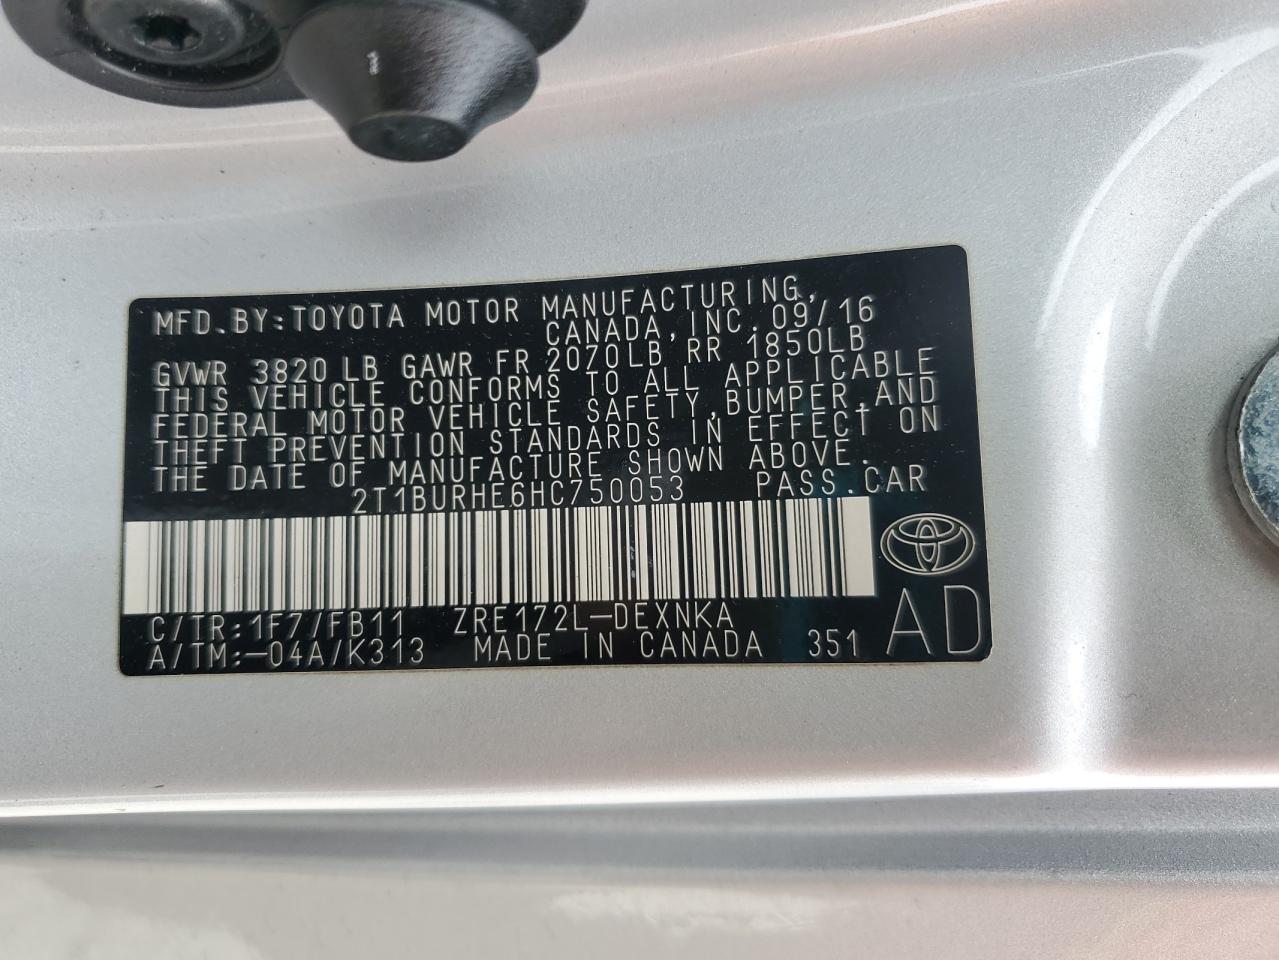 MFD.BY:TOYOTA MOTOR MANUFACTURING,
CANADA,INC.09/16
GVWR 3820 LB GAWR FR 2070LB RR 1850LB
THIS VEHICLE CONFORMS TO ALL APPLICABLE
FEDERAL MOTOR VEHICLE SAFETY,BUMPER,AND
THEFT PREVENTION STANDARDS IN EFFECT ON
THE DATE OF MANUFACTURE SHOWN ABOVE.
2T1BURHE6HC750053 PASS.CAR
C/TR:1F7/FB11 ZRE172L-DEXNKA
A/TM:-04A/K313 MADE IN CANADA 351 AD